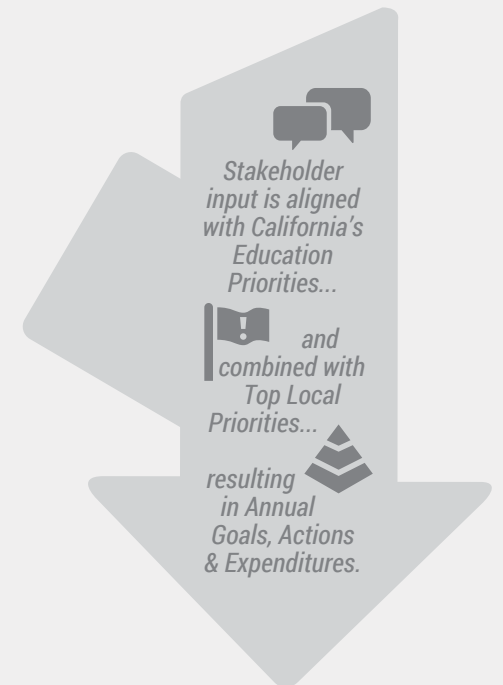 Stakeholder
input is aligned
with California's
Education
Priorities...
!
and
combined with
Top Local
Priorities...
resulting
in Annual
Goals, Actions
& Expenditures.